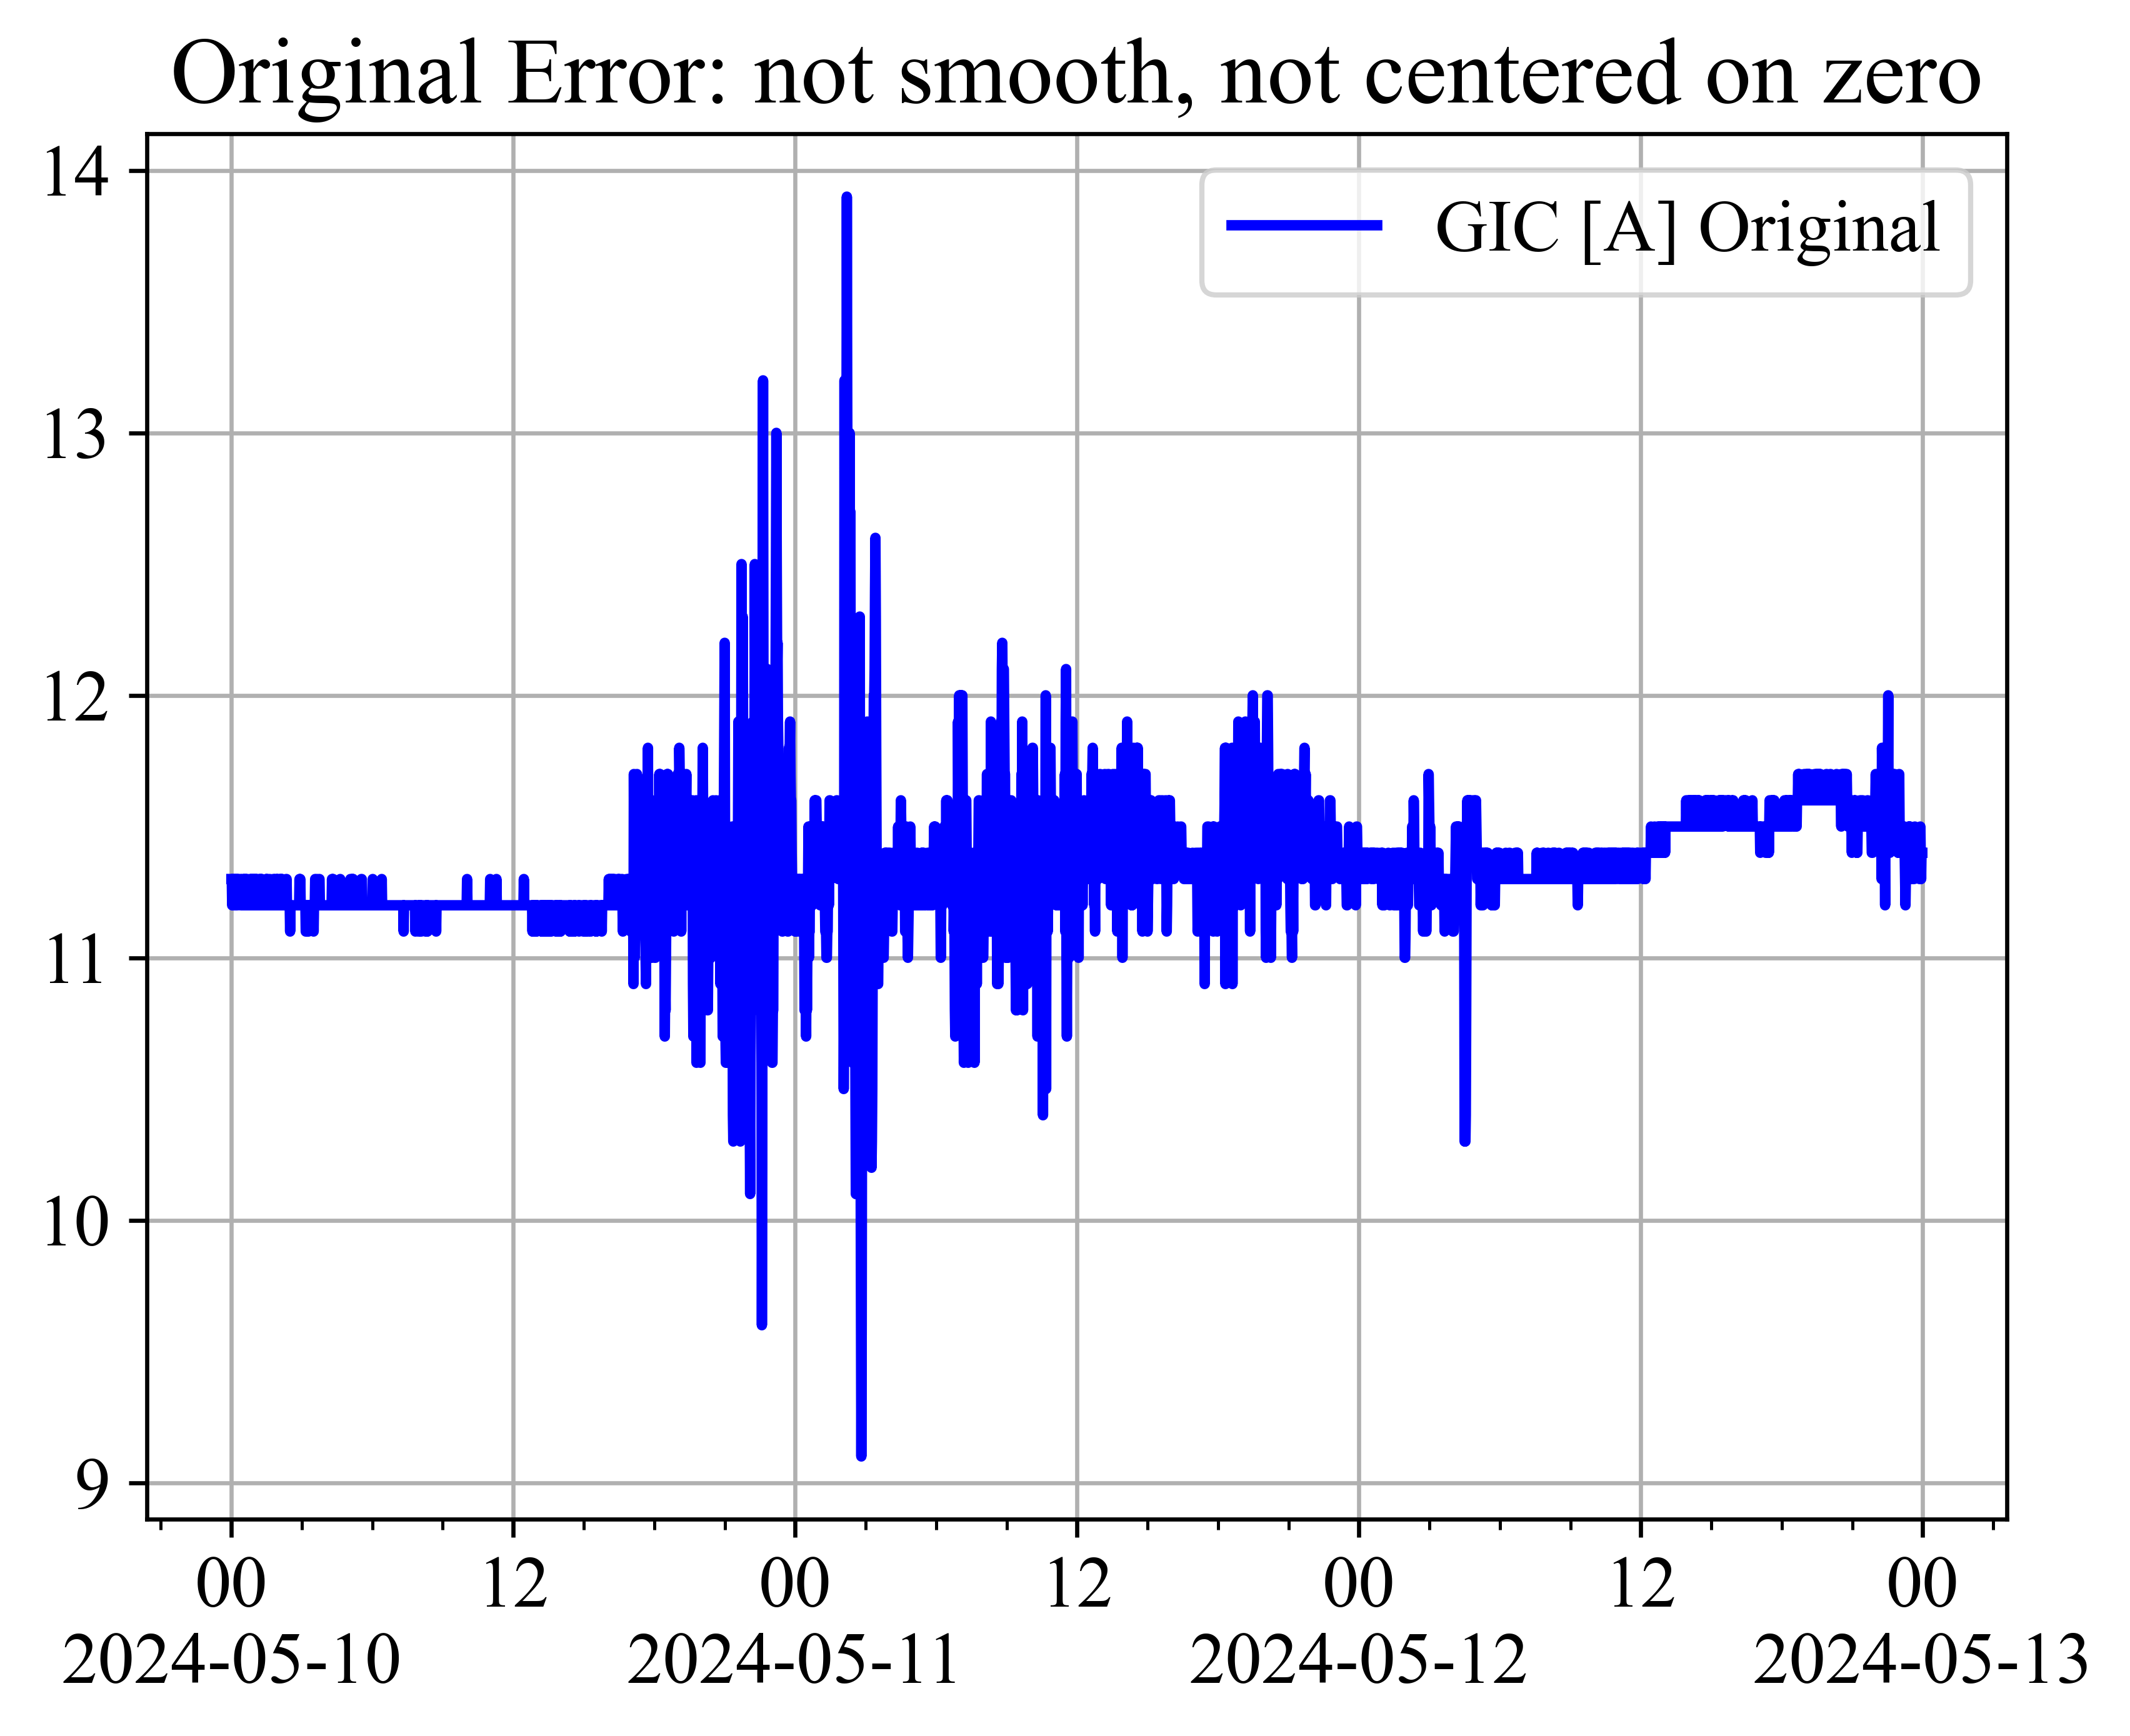 Original Error: not smooth, not centered on zero
GIC [A] Original
14
13
12
11
10
9
00 12 00 12 00 12 00
2024-05-10 2024-05-11 2024-05-12 2024-05-13